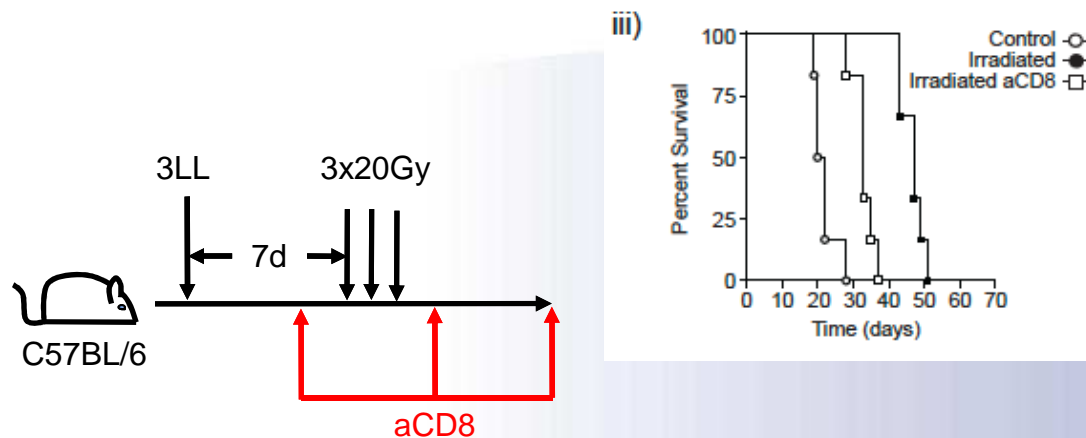 3LL
3x20Gy
7d
C57BL/6
aCD8
iii)
Control
Irradiated
Irradiated aCD8
Percent Survival
100
75
50
25
0
0 10 20 30 40 50 60 70
Time (days)